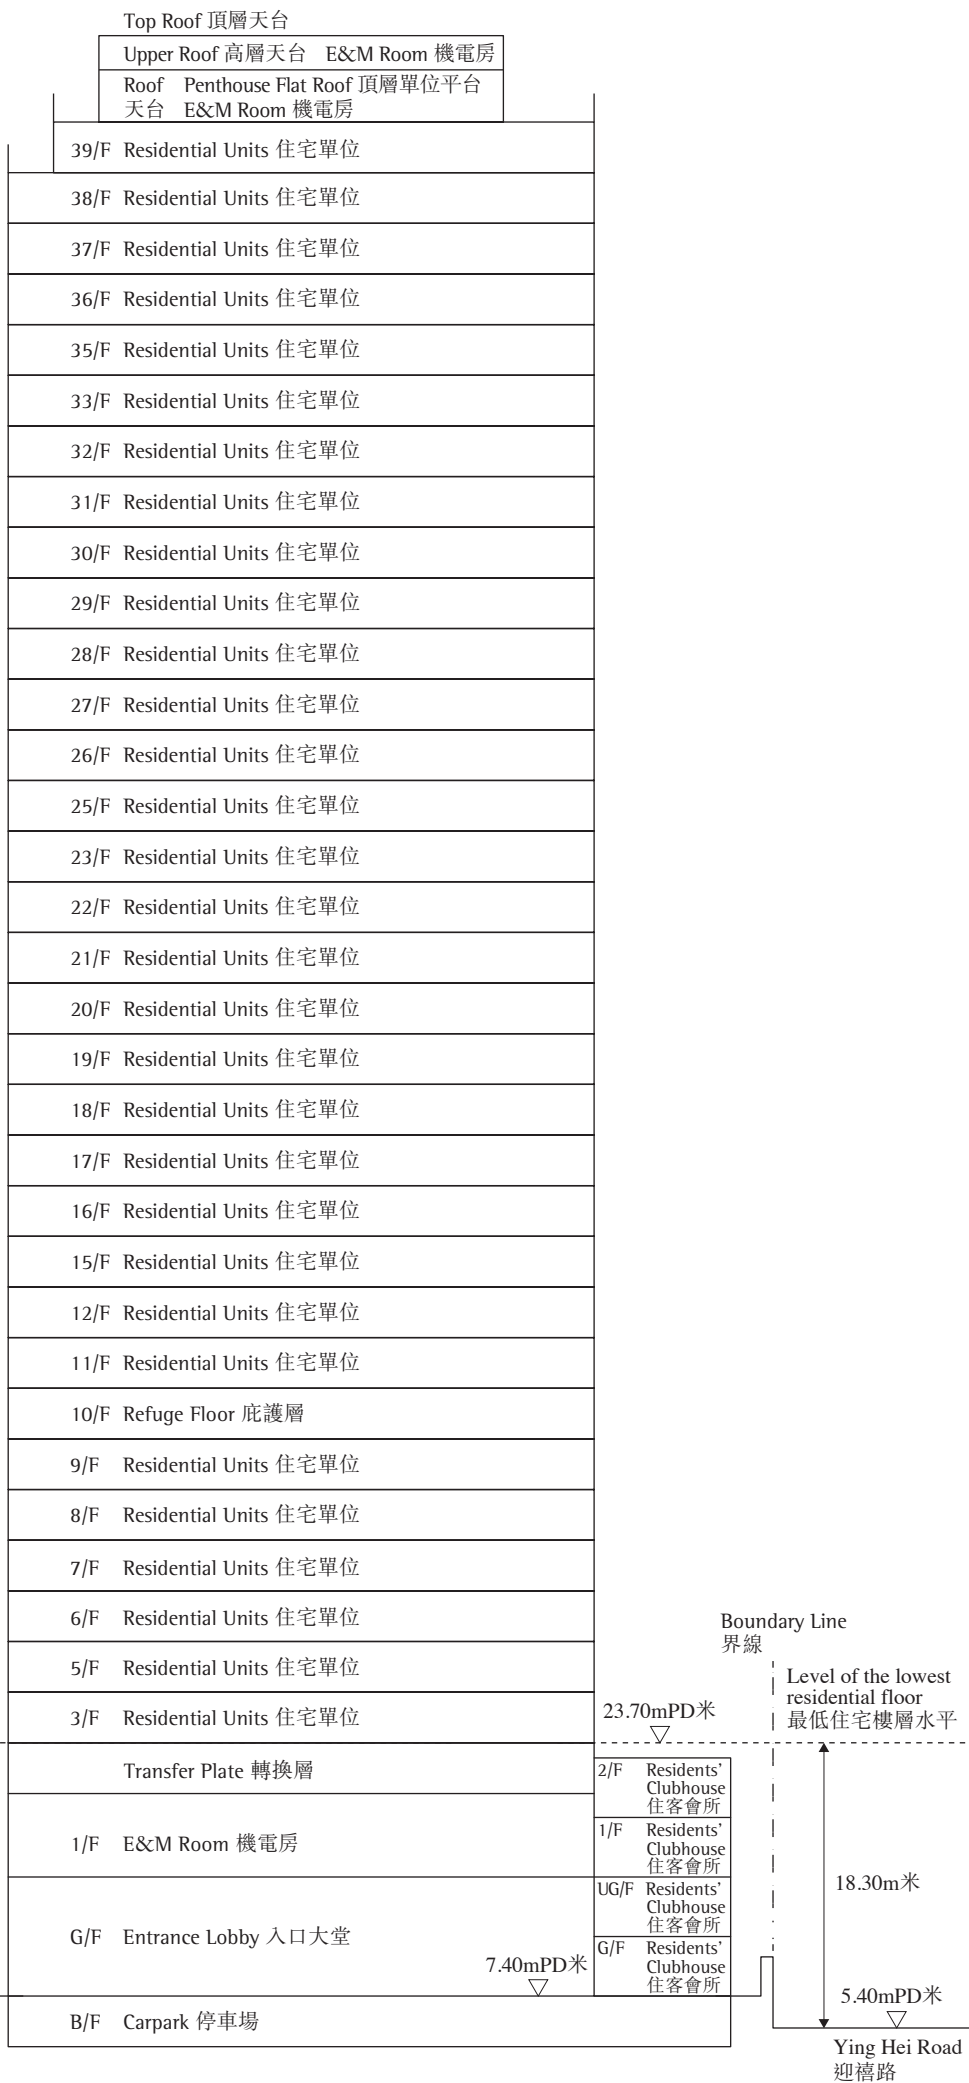 Top Roof 頂層天台
Upper Roof 高層天台 E&M Room 機電房
Roof Penthouse Flat Roof 頂層單位平台
天台 E&M Room 機電房
39/F Residential Units 住宅單位
38/F Residential Units 住宅單位
37/F Residential Units 住宅單位
36/F Residential Units 住宅單位
35/F Residential Units 住宅單位
33/F Residential Units 住宅單位
32/F Residential Units 住宅單位
31/F Residential Units 住宅單位
30/F Residential Units 住宅單位
29/F Residential Units 住宅單位
28/F Residential Units 住宅單位
27/F Residential Units 住宅單位
26/F Residential Units 住宅單位
25/F Residential Units 住宅單位
23/F Residential Units 住宅單位
22/F Residential Units 住宅單位
21/F Residential Units 住宅單位
20/F Residential Units 住宅單位
19/F Residential Units 住宅單位
18/F Residential Units 住宅單位
17/F Residential Units 住宅單位
16/F Residential Units 住宅單位
15/F Residential Units 住宅單位
12/F Residential Units 住宅單位
11/F Residential Units 住宅單位
10/F Refuge Floor 庇護層
9/F Residential Units 住宅單位
8/F Residential Units 住宅單位
7/F Residential Units 住宅單位
6/F Residential Units 住宅單位
5/F Residential Units 住宅單位
3/F Residential Units 住宅單位
Transfer Plate 轉換層
1/F E&M Room 機電房
G/F Entrance Lobby 入口大堂
B/F Carpark 停車場
23.70mPD米
2/F Residents'
Clubhouse
住客會所
1/F Residents'
Clubhouse
住客會所
UG/F Residents'
Clubhouse
住客會所
G/F Residents'
Clubhouse
住客會所
7.40mPD米
Boundary Line
界線
Level of the lowest
residential floor
最低住宅樓層水平
18.30m米
5.40mPD米
Ying Hei Road
迎禧路